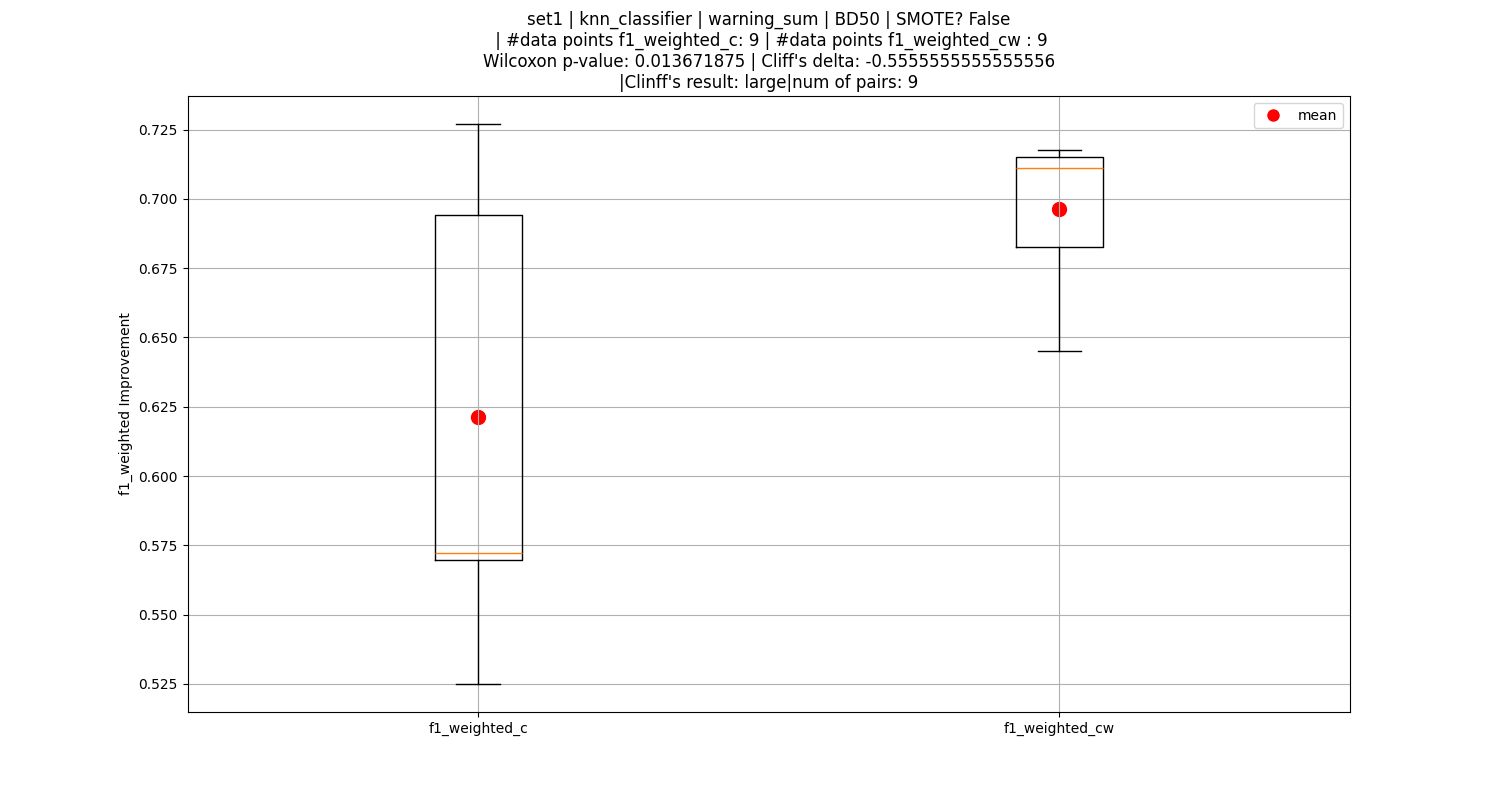 set1 | knn_classifier | warning_sum | BD50 | SMOTE? False
| #data points f1_weighted_c: 9 | #data points f1_weighted_cw : 9
Wilcoxon p-value: 0.013671875 | Cliff's delta: -0.5555555555555556
|Clinff's result: large|num of pairs: 9
mean
f1_weighted Improvement
0.725
0.700
0.675
0.650
0.625
0.600
0.575
0.550
0.525
f1_weighted_c
f1_weighted_cw